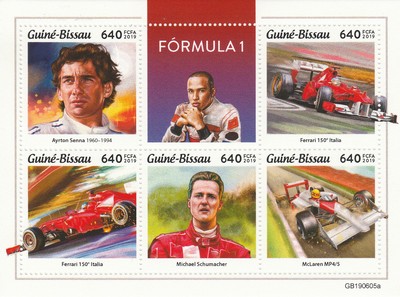 Guiné-Bissau 640 FCFA 2019
Ayrton Senna 1960–1994
FÓRMULA 1
Guiné-Bissau 640 FCFA 2019
Ferrari 150° Italia
Guiné-Bissau 640 FCFA 2019
Ferrari 150° Italia
Guiné-Bissau 640 FCFA 2019
Michael Schumacher
Guiné-Bissau 640 FCFA 2019
McLaren MP4/5
GB190605a